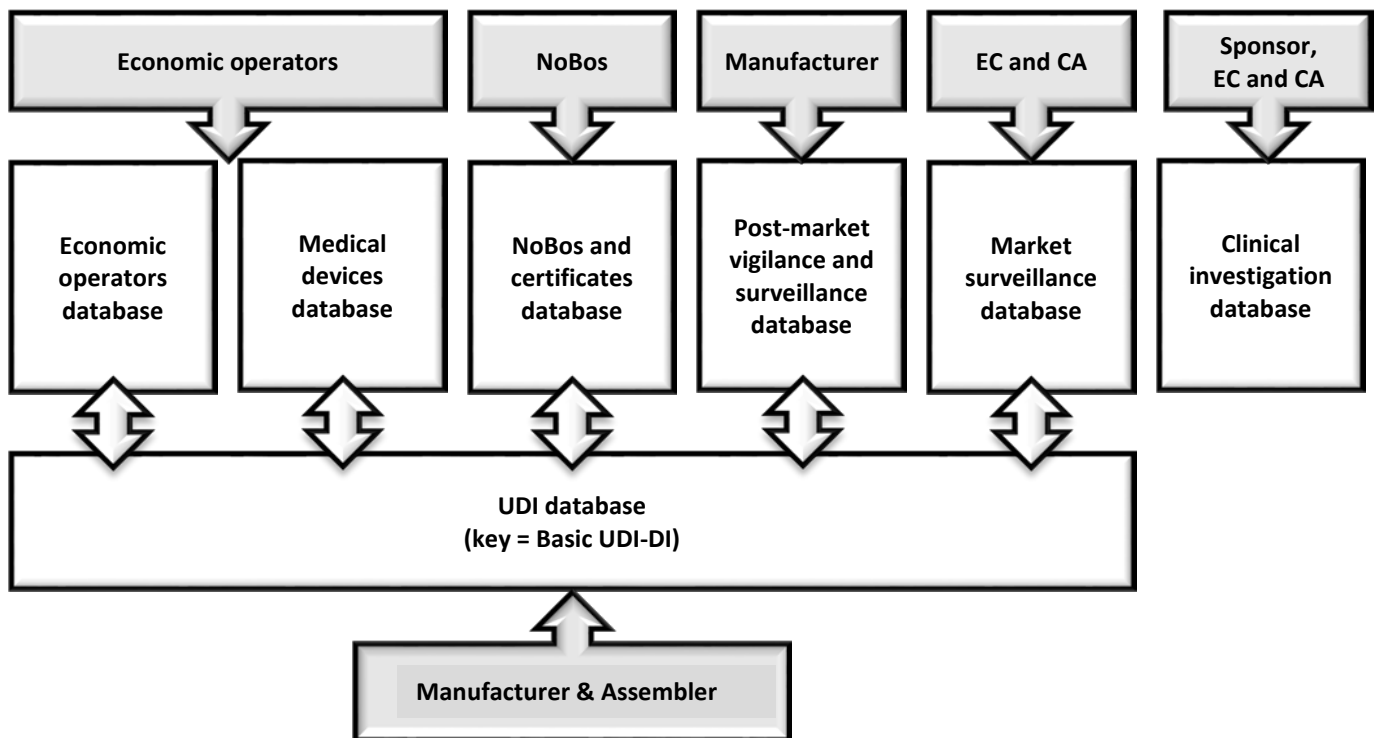 Economic operators
NoBos
Manufacturer
EC and CA
Sponsor,
EC and CA
Economic
operators
database
Medical
devices
database
NoBos and
certificates
database
Post-market
vigilance and
surveillance
database
Market
surveillance
database
Clinical
investigation
database
UDI database
(key = Basic UDI-DI)
Manufacturer & Assembler